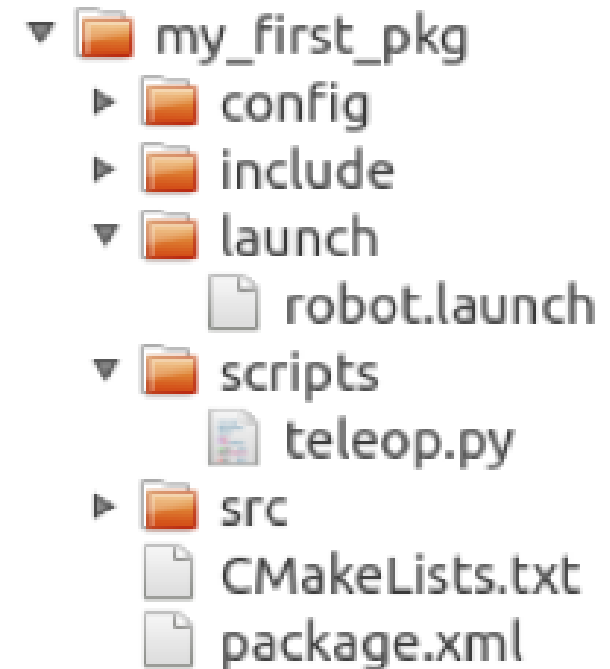 my_first_pkg
config
include
launch
robot.launch
scripts
teleop.py
src
CMakeLists.txt
package.xml